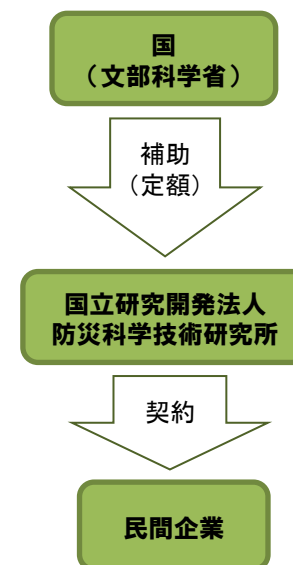 国
（文部科学省）
補助
（定額）
国立研究開発法人
防災科学技術研究所
契約
民間企業